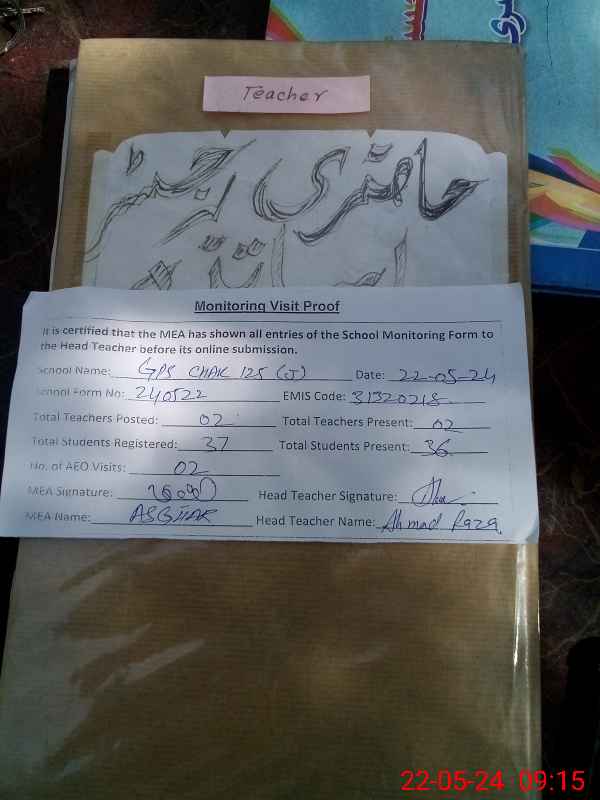 Teacher
حاضری رجسٹر
اساتذہ
Monitoring Visit Proof
It is certified that the MEA has shown all entries of the School Monitoring Form to
the Head Teacher before its online submission.
School Name: GPS CHAK 125 (J) Date: 22-05-24
School Form No: 240522 EMIS Code: 31320218
Total Teachers Posted: 02 Total Teachers Present: 02
Total Students Registered: 37 Total Students Present: 36
No. of AEO Visits: 02
MEA Signature: Head Teacher Signature:
MEA Name: ASGHAR Head Teacher Name: Ahmad Raza
22-05-24 09:15